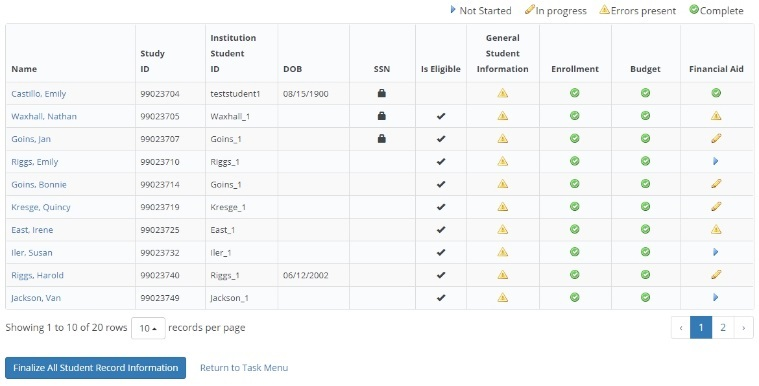 Not Started In progress Errors present Complete
Name Study ID Institution Student ID DOB SSN Is Eligible General Student Information Enrollment Budget Financial Aid
Castillo, Emily 99023704 teststudent1 08/15/1900
Waxhall, Nathan 99023705 Waxhall_1
Goins, Jan 99023707 Goins_1
Riggs, Emily 99023710 Riggs_1
Goins, Bonnie 99023714 Goins_1
Kresge, Quincy 99023719 Kresge_1
East, Irene 99023725 East_1
Iler, Susan 99023732 Iler_1
Riggs, Harold 99023740 Riggs_1 06/12/2002
Jackson, Van 99023749 Jackson_1
Showing 1 to 10 of 20 rows 10 records per page ‹ 1 2 ›
Finalize All Student Record Information Return to Task Menu